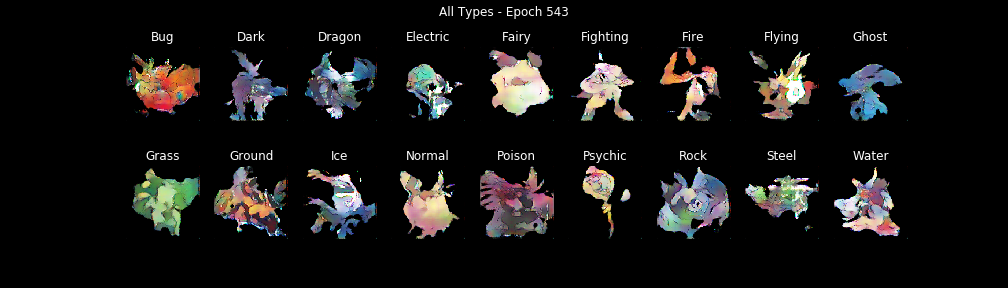 All Types - Epoch 543
Bug Dark Dragon Electric Fairy Fighting Fire Flying Ghost
Grass Ground Ice Normal Poison Psychic Rock Steel Water